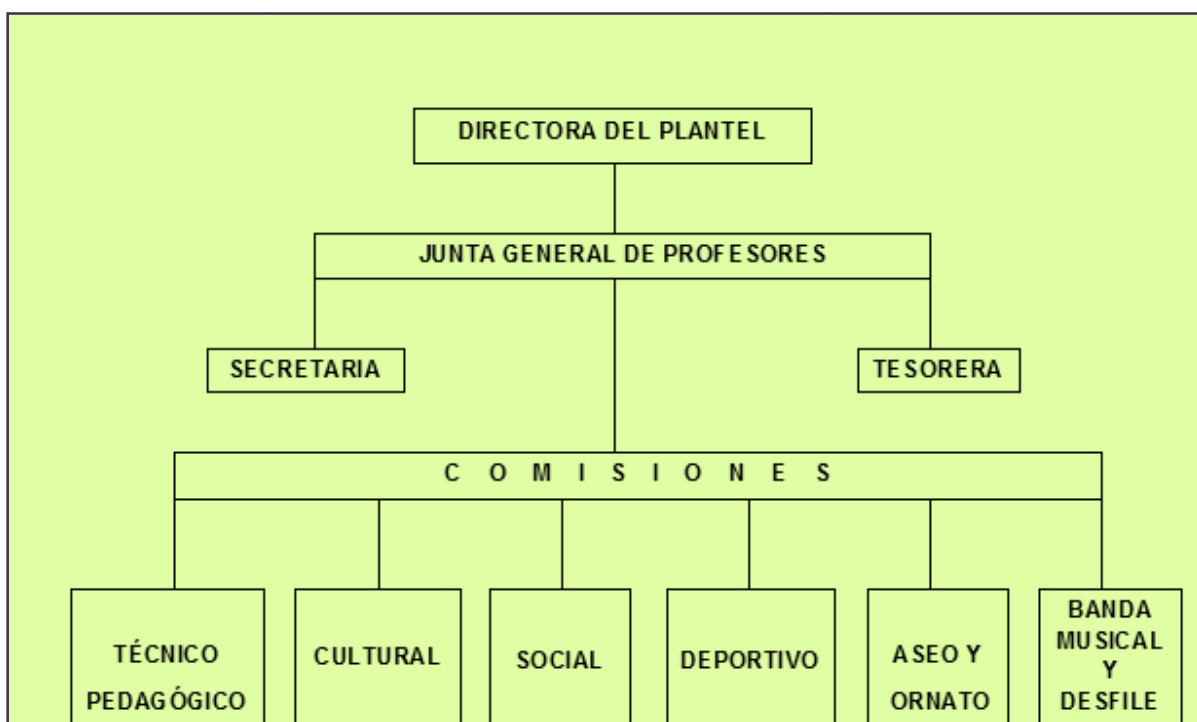 DIRECTORA DEL PLANTEL
JUNTA GENERAL DE PROFESORES
SECRETARIA
TESORERA
C O M I S I O N E S
TÉCNICO
PEDAGÓGICO
CULTURAL
SOCIAL
DEPORTIVO
ASEO Y
ORNATO
BANDA
MUSICAL
Y
DESFILE